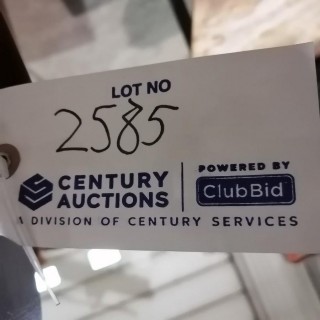 LOT NO
2585
CENTURY AUCTIONS
POWERED BY
ClubBid
A DIVISION OF CENTURY SERVICES